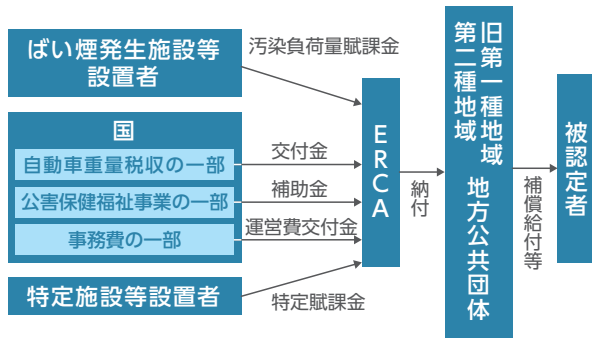 ばい煙発生施設等
設置者
汚染負荷量賦課金
国
自動車重量税収の一部
交付金
公害保健福祉事業の一部
補助金
事務費の一部
運営費交付金
特定施設等設置者
特定賦課金
ERCA
納付
旧第一種地域
第二種地域
地方公共団体
補償給付等
被認定者